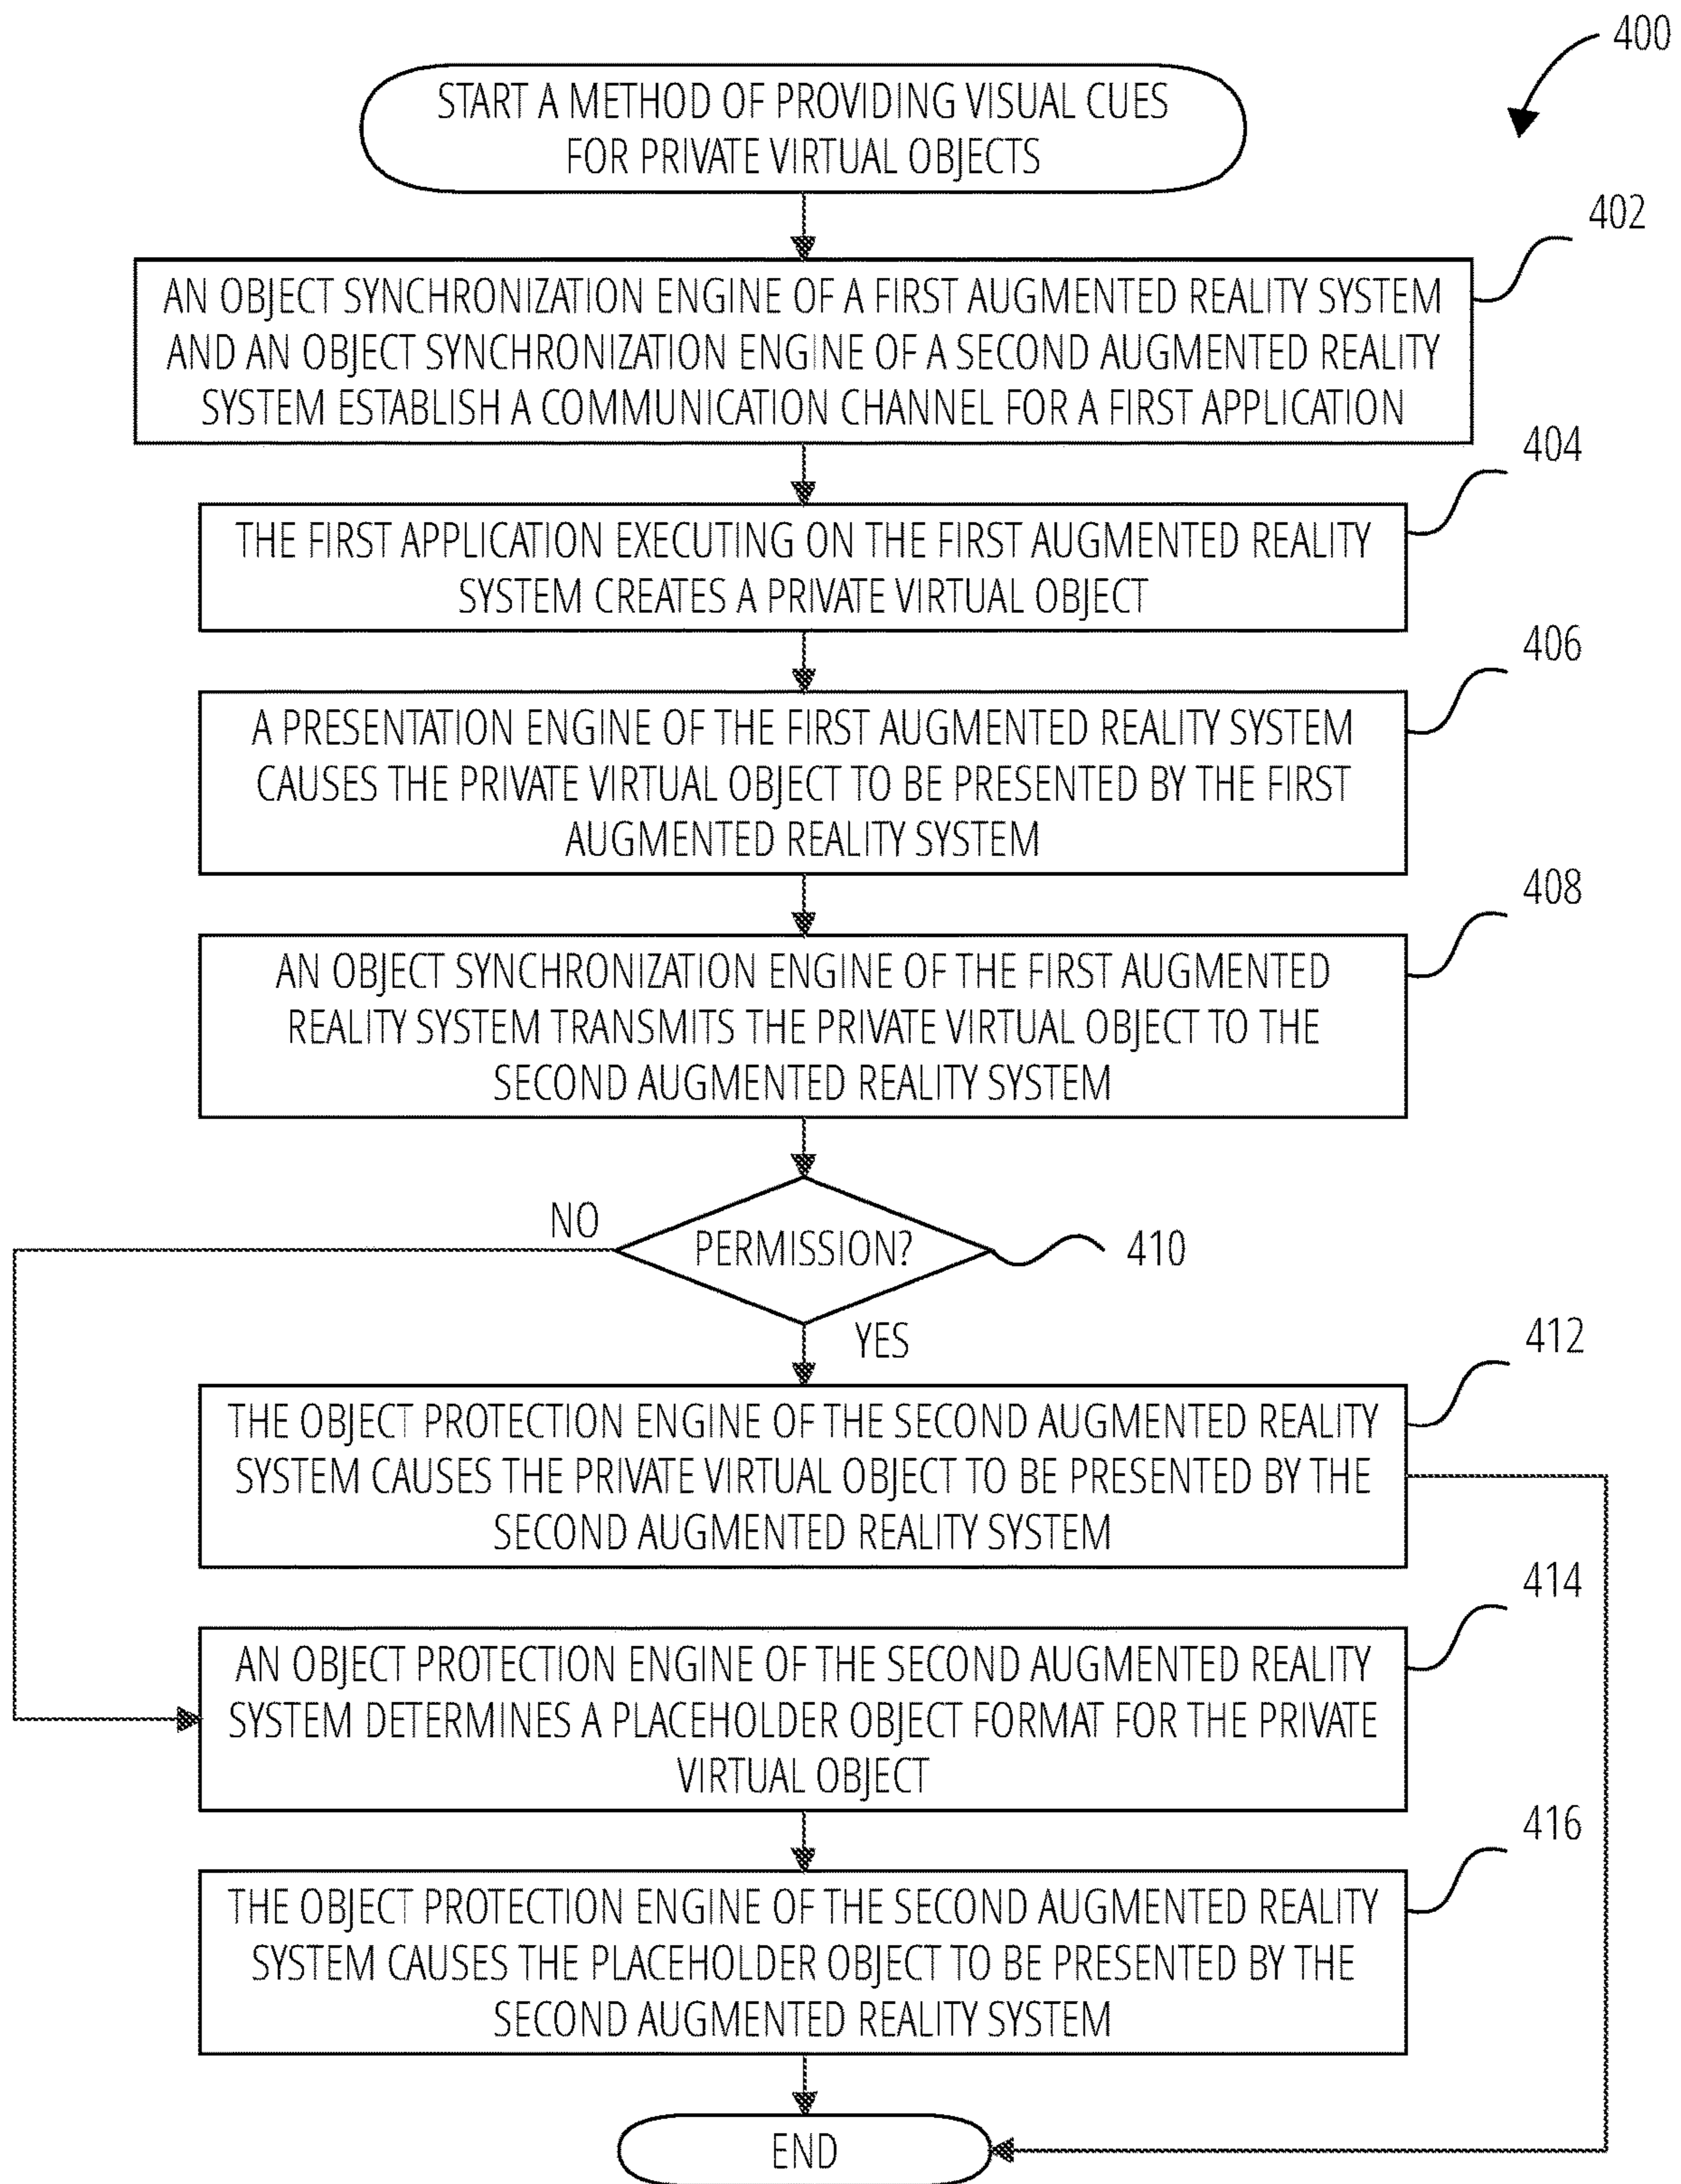 400
START A METHOD OF PROVIDING VISUAL CUES
FOR PRIVATE VIRTUAL OBJECTS
402
AN OBJECT SYNCHRONIZATION ENGINE OF A FIRST AUGMENTED REALITY SYSTEM
AND AN OBJECT SYNCHRONIZATION ENGINE OF A SECOND AUGMENTED REALITY
SYSTEM ESTABLISH A COMMUNICATION CHANNEL FOR A FIRST APPLICATION
404
THE FIRST APPLICATION EXECUTING ON THE FIRST AUGMENTED REALITY
SYSTEM CREATES A PRIVATE VIRTUAL OBJECT
406
A PRESENTATION ENGINE OF THE FIRST AUGMENTED REALITY SYSTEM
CAUSES THE PRIVATE VIRTUAL OBJECT TO BE PRESENTED BY THE FIRST
AUGMENTED REALITY SYSTEM
408
AN OBJECT SYNCHRONIZATION ENGINE OF THE FIRST AUGMENTED
REALITY SYSTEM TRANSMITS THE PRIVATE VIRTUAL OBJECT TO THE
SECOND AUGMENTED REALITY SYSTEM
NO
PERMISSION?
410
YES
412
THE OBJECT PROTECTION ENGINE OF THE SECOND AUGMENTED REALITY
SYSTEM CAUSES THE PRIVATE VIRTUAL OBJECT TO BE PRESENTED BY THE
SECOND AUGMENTED REALITY SYSTEM
414
AN OBJECT PROTECTION ENGINE OF THE SECOND AUGMENTED REALITY
SYSTEM DETERMINES A PLACEHOLDER OBJECT FORMAT FOR THE PRIVATE
VIRTUAL OBJECT
416
THE OBJECT PROTECTION ENGINE OF THE SECOND AUGMENTED REALITY
SYSTEM CAUSES THE PLACEHOLDER OBJECT TO BE PRESENTED BY THE
SECOND AUGMENTED REALITY SYSTEM
END